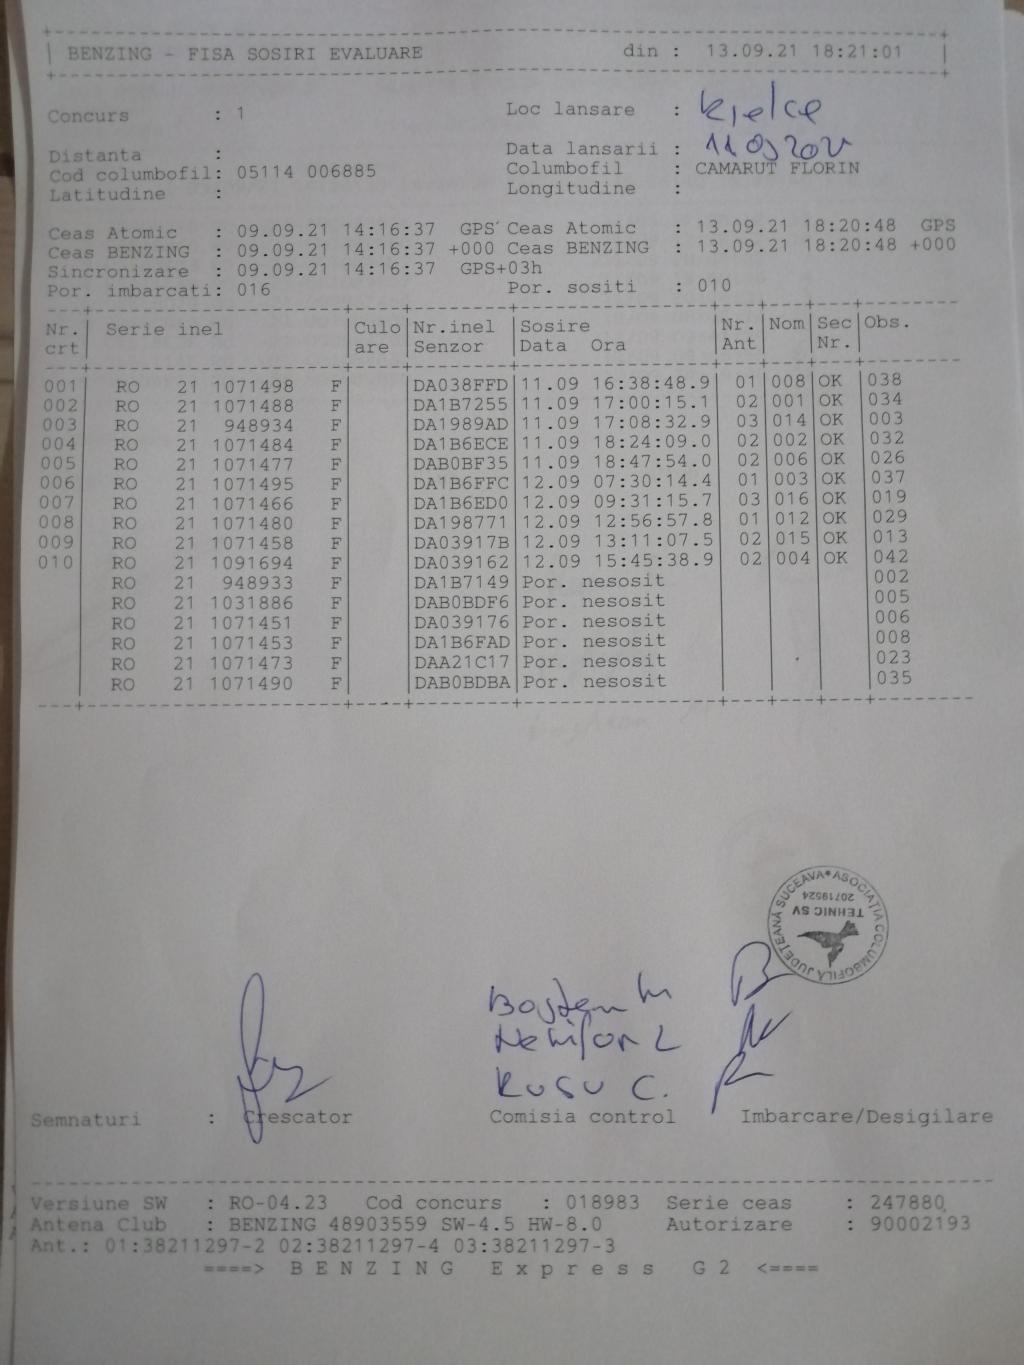 BENZING - FISA SOSIRI EVALUARE din : 13.09.21 18:21:01
Concurs : 1 Loc lansare : Kielce
Distanta : Data lansarii : 11 09 2021
Cod columbofil: 05114 006885 Columbofil : CAMARUT FLORIN
Latitudine : Longitudine :
Ceas Atomic : 09.09.21 14:16:37 GPS Ceas Atomic : 13.09.21 18:20:48 GPS
Ceas BENZING : 09.09.21 14:16:37 +000 Ceas BENZING : 13.09.21 18:20:48 +000
Sincronizare : 09.09.21 14:16:37 GPS+03h
Por. imbarcati: 016 Por. sositi : 010
Nr. Serie inel Culo Nr.inel Sosire Nr. Nom Sec Obs.
crt are Senzor Data Ora Ant Nr.
001 RO 21 1071498 F DA038FFD 11.09 16:38:48.9 01 008 OK 038
002 RO 21 1071488 F DA1B7255 11.09 17:00:15.1 02 001 OK 034
003 RO 21 948934 F DA1989AD 11.09 17:08:32.9 03 014 OK 003
004 RO 21 1071484 F DA1B6ECE 11.09 18:24:09.0 02 002 OK 032
005 RO 21 1071477 F DAB0BF35 11.09 18:47:54.0 02 006 OK 026
006 RO 21 1071495 F DA1B6FFC 12.09 07:30:14.4 01 003 OK 037
007 RO 21 1071466 F DA1B6ED0 12.09 09:31:15.7 03 016 OK 019
008 RO 21 1071480 F DA198771 12.09 12:56:57.8 01 012 OK 029
009 RO 21 1071458 F DA03917B 12.09 13:11:07.5 02 015 OK 013
010 RO 21 1091694 F DA039162 12.09 15:45:38.9 02 004 OK 042
RO 21 948933 F DA1B7149 Por. nesosit 002
RO 21 1031886 F DAB0BDF6 Por. nesosit 005
RO 21 1071451 F DA039176 Por. nesosit 006
RO 21 1071453 F DA1B6FAD Por. nesosit 008
RO 21 1071473 F DAA21C17 Por. nesosit 023
RO 21 1071490 F DAB0BDBA Por. nesosit 035
ASOCIAȚIA COLUMBOFILĂ JUDEȚEANĂ SUCEAVA
TEHNIC SV
20719524
Bogdan M
Nechifor L
RUSU C.
Semnaturi : Crescator Comisia control Imbarcare/Desigilare
Versiune SW : RO-04.23 Cod concurs : 018983 Serie ceas : 247880
Antena Club : BENZING 48903559 SW-4.5 HW-8.0 Autorizare : 90002193
Ant.: 01:38211297-2 02:38211297-4 03:38211297-3
====> BENZING Express G2 <====